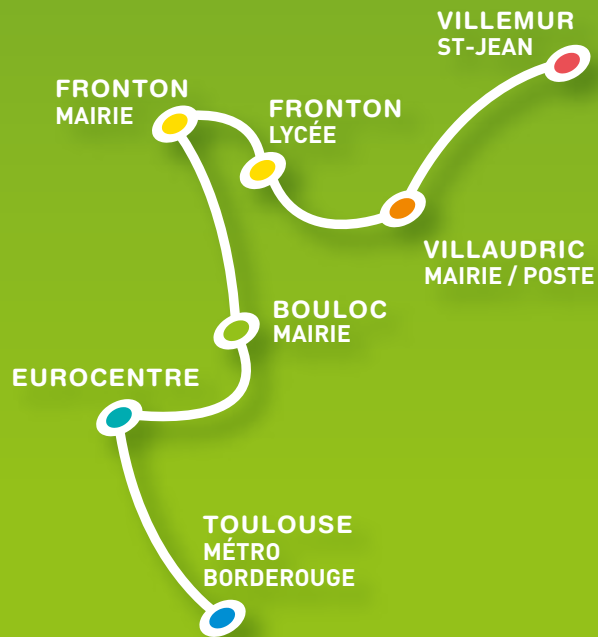 VILLEMUR
ST-JEAN
FRONTON
MAIRIE
FRONTON
LYCÉE
VILLAUDRIC
MAIRIE / POSTE
BOULOC
MAIRIE
EUROCENTRE
TOULOUSE
MÉTRO
BORDEROUGE